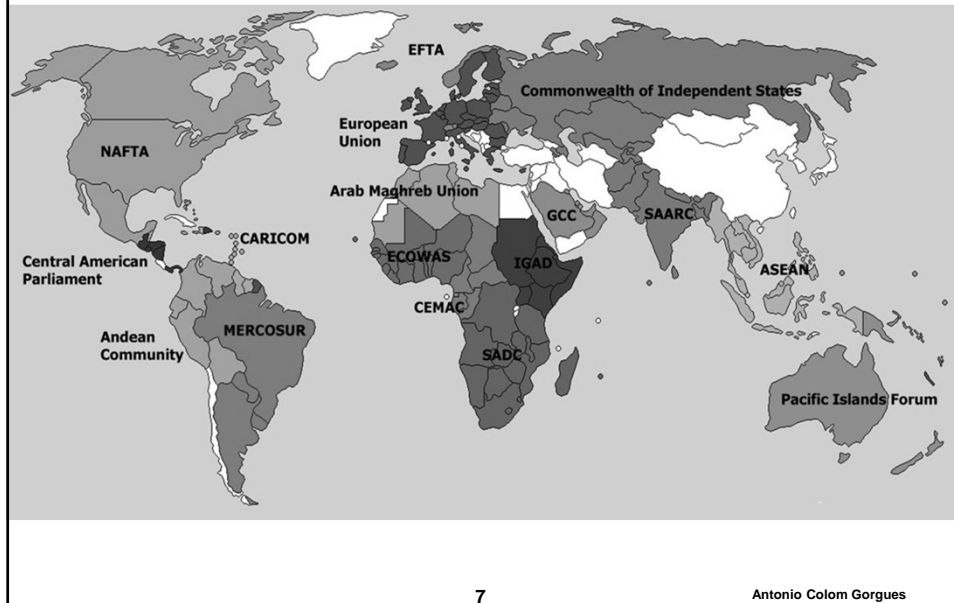 EFTA
Commonwealth of Independent States
European
Union
NAFTA
Arab Maghreb Union
GCC
SAARC
CARICOM
ECOWAS
IGAD
Central American
Parliament
ASEAN
CEMAC
MERCOSUR
Andean
Community
SADC
Pacific Islands Forum
7
Antonio Colom Gorgues